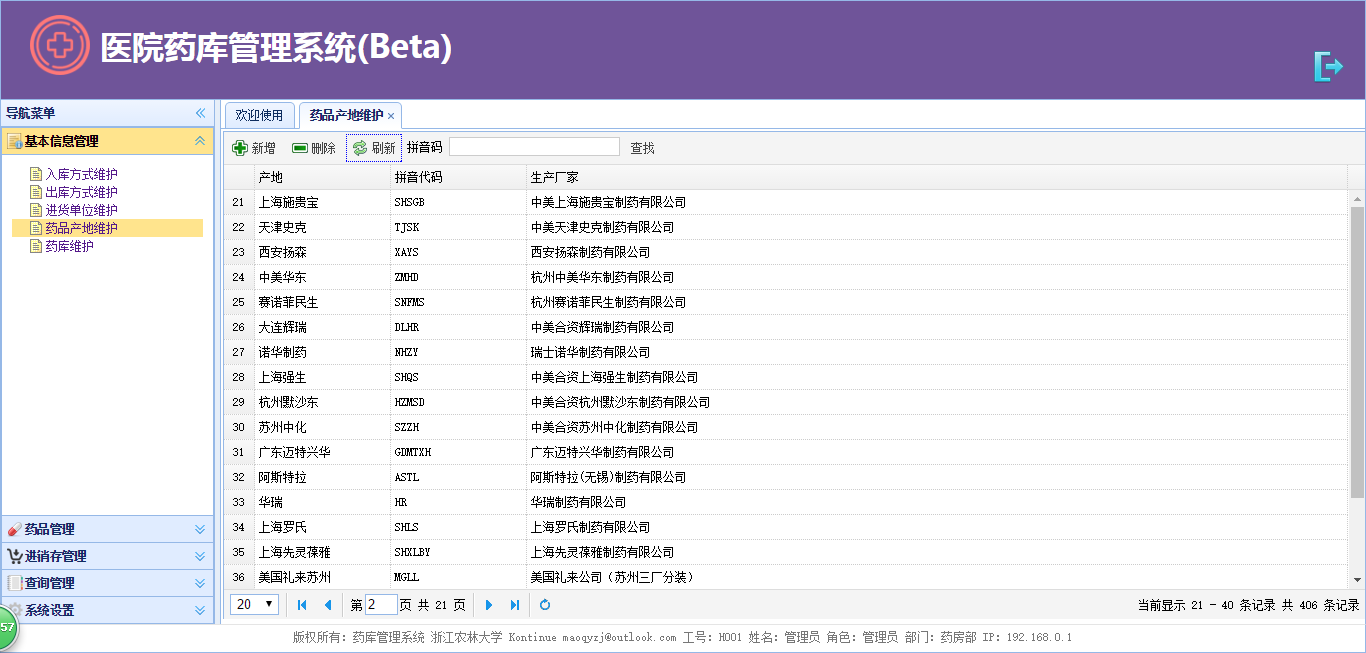 医院药库管理系统(Beta)
导航菜单
基本信息管理
入库方式维护
出库方式维护
进货单位维护
药品产地维护
药库维护
药品管理
进销存管理
查询管理
系统设置
57
欢迎使用 药品产地维护 ×
新增 删除 刷新 拼音码 查找
产地 拼音代码 生产厂家
21 上海施贵宝 SHSGB 中美上海施贵宝制药有限公司
22 天津史克 TJSK 中美天津史克制药有限公司
23 西安扬森 XAYS 西安扬森制药有限公司
24 中美华东 ZMHD 杭州中美华东制药有限公司
25 赛诺菲民生 SNFMS 杭州赛诺菲民生制药有限公司
26 大连辉瑞 DLHR 中美合资辉瑞制药有限公司
27 诺华制药 NHZY 瑞士诺华制药有限公司
28 上海强生 SHQS 中美合资上海强生制药有限公司
29 杭州默沙东 HZMSD 中美合资杭州默沙东制药有限公司
30 苏州中化 SZZH 中美合资苏州中化制药有限公司
31 广东迈特兴华 GDMTXH 广东迈特兴华制药有限公司
32 阿斯特拉 ASTL 阿斯特拉(无锡)制药有限公司
33 华瑞 HR 华瑞制药有限公司
34 上海罗氏 SHLS 上海罗氏制药有限公司
35 上海先灵葆雅 SHXLBY 上海先灵葆雅制药有限公司
36 美国礼来苏州 MGLL 美国礼来公司（苏州三厂分装）
20 第 2 页 共 21 页 当前显示 21 - 40 条记录 共 406 条记录
版权所有：药库管理系统 浙江农林大学 Kontinue maoqyzj@outlook.com 工号：H001 姓名：管理员 角色：管理员 部门：药房部 IP：192.168.0.1